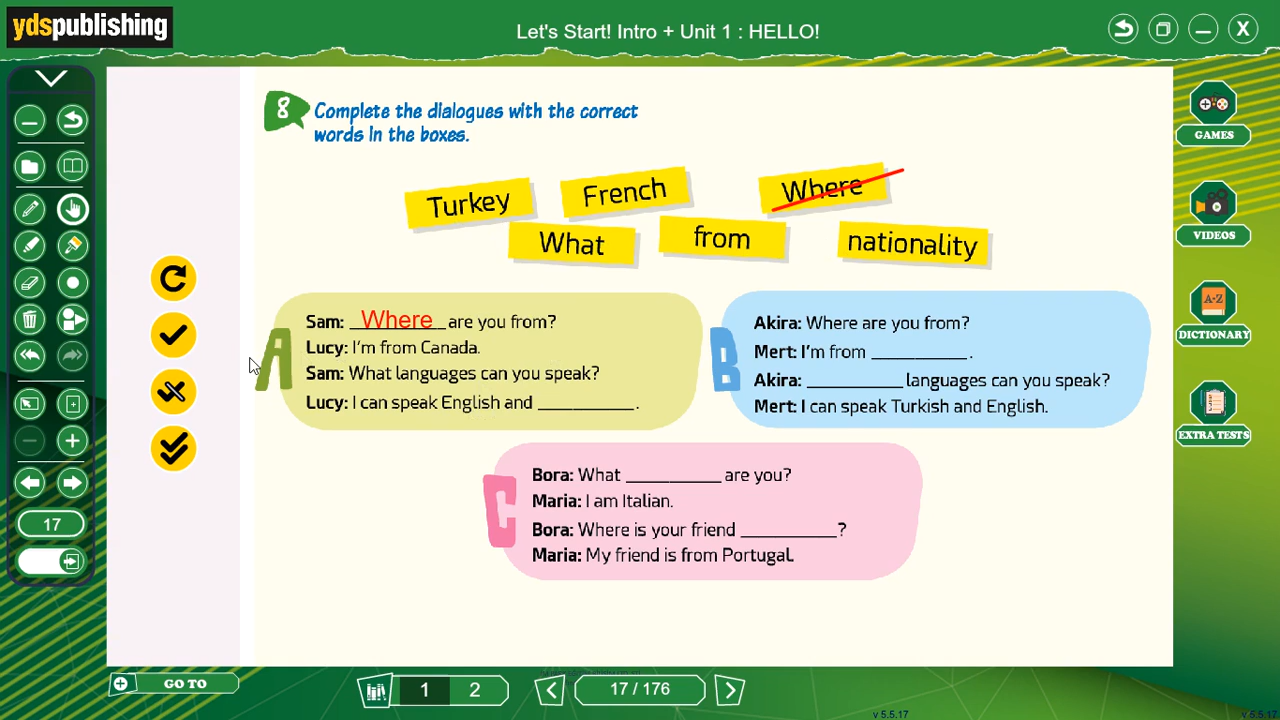 ydspublishing
Let's Start! Intro + Unit 1 : HELLO!
X
8 Complete the dialogues with the correct
words in the boxes.
Turkey French Where
What from nationality
A
Sam: Where are you from?
Lucy: I'm from Canada.
Sam: What languages can you speak?
Lucy: I can speak English and ____________.
B
Akira: Where are you from?
Mert: I'm from ____________.
Akira: ____________ languages can you speak?
Mert: I can speak Turkish and English.
C
Bora: What ____________ are you?
Maria: I am Italian.
Bora: Where is your friend ____________?
Maria: My friend is from Portugal.
GAMES
VIDEOS
A-Z
DICTIONARY
EXTRA TESTS
17
GO TO
1 2
17 / 176
v 5.5.17
v 5.5.17